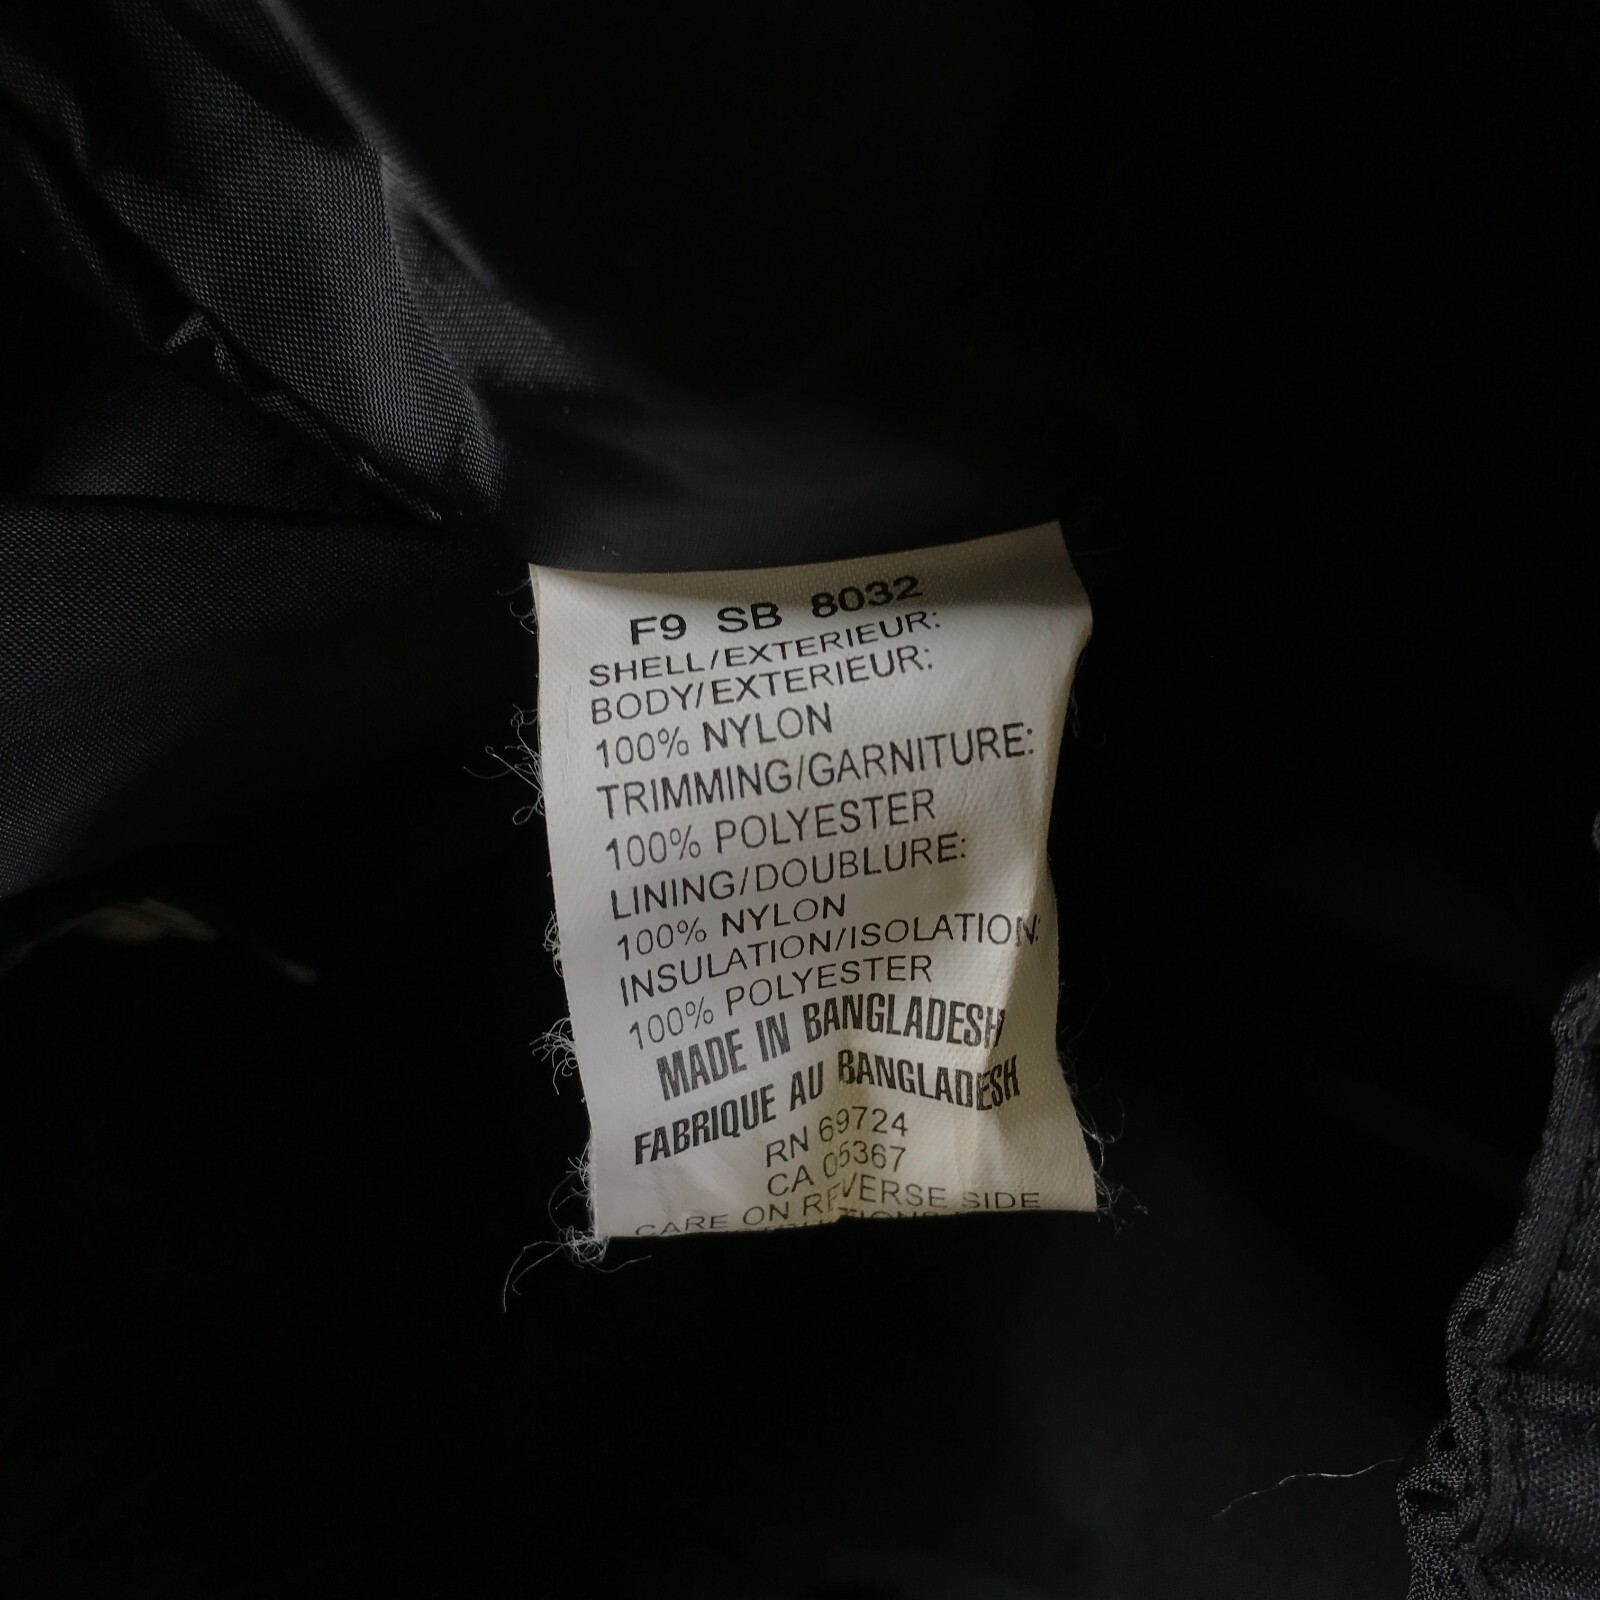 F9 SB 8032
SHELL/EXTERIEUR:
BODY/EXTERIEUR:
100% NYLON
TRIMMING/GARNITURE:
100% POLYESTER
LINING/DOUBLURE:
100% NYLON
INSULATION/ISOLATION:
100% POLYESTER
MADE IN BANGLADESH
FABRIQUE AU BANGLADESH
RN 69724
CA 05367
CARE ON REVERSE SIDE